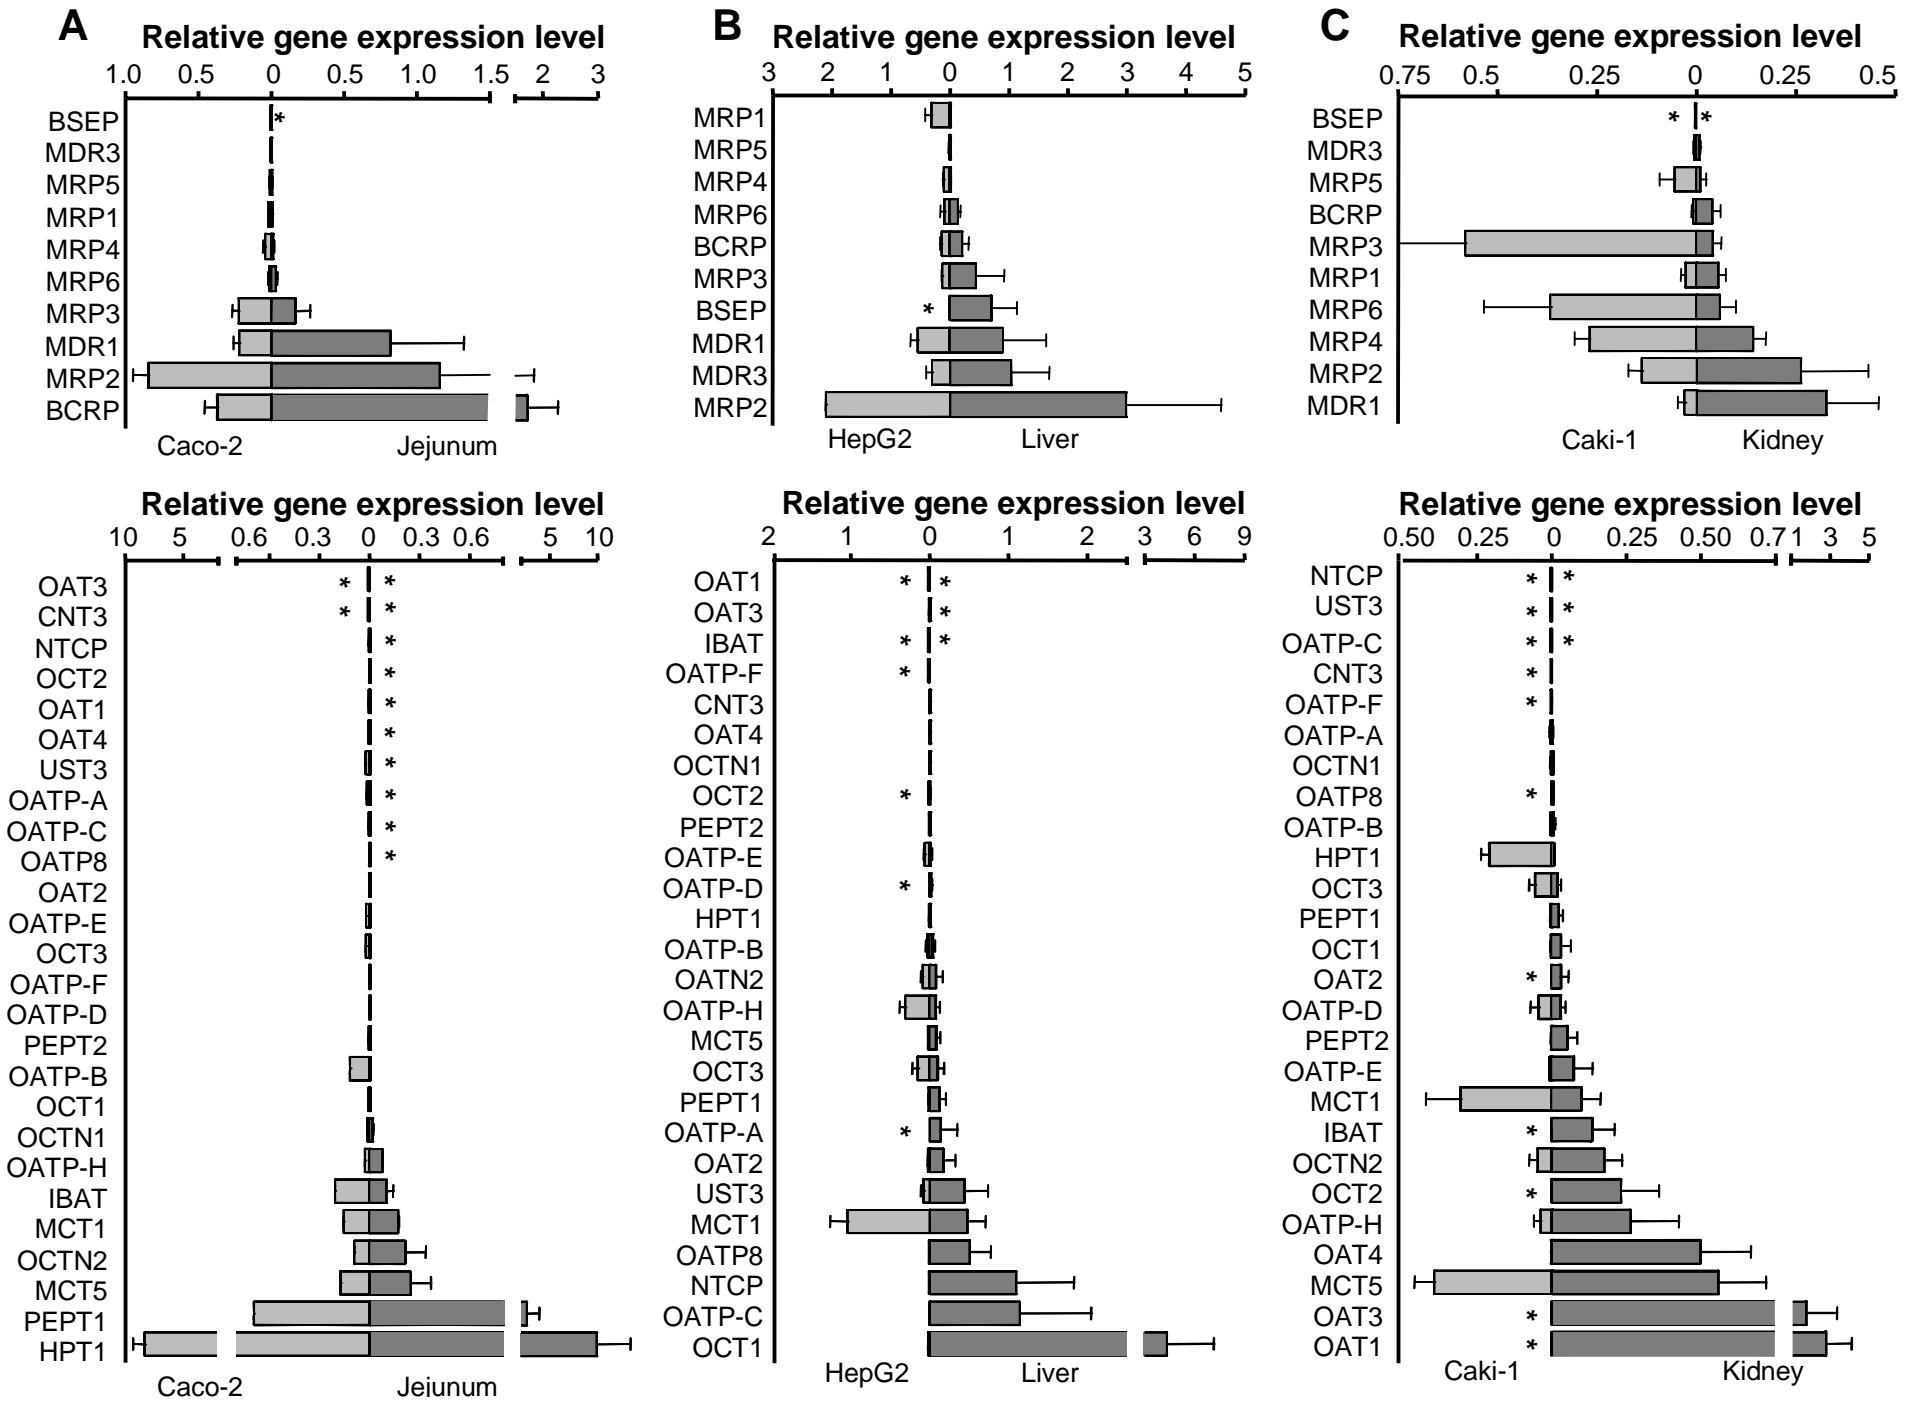 A
Relative gene expression level
1.0 0.5 0 0.5 1.0 1.5 2 3
BSEP *
MDR3
MRP5
MRP1
MRP4
MRP6
MRP3
MDR1
MRP2
BCRP
Caco-2 Jejunum
B
Relative gene expression level
3 2 1 0 1 2 3 4 5
MRP1
MRP5
MRP4
MRP6
BCRP
MRP3
BSEP *
MDR1
MDR3
MRP2
HepG2 Liver
C
Relative gene expression level
0.75 0.5 0.25 0 0.25 0.5
BSEP * *
MDR3
MRP5
BCRP
MRP3
MRP1
MRP6
MRP4
MRP2
MDR1
Caki-1 Kidney
Relative gene expression level
10 5 0.6 0.3 0 0.3 0.6 5 10
OAT3 * *
CNT3 * *
NTCP *
OCT2 *
OAT1 *
OAT4 *
UST3 *
OATP-A *
OATP-C *
OATP8 *
OAT2
OATP-E
OCT3
OATP-F
OATP-D
PEPT2
OATP-B
OCT1
OCTN1
OATP-H
IBAT
MCT1
OCTN2
MCT5
PEPT1
HPT1
Caco-2 Jejunum
Relative gene expression level
2 1 0 1 2 3 6 9
OAT1 * *
OAT3 *
IBAT * *
OATP-F *
CNT3
OAT4
OCTN1
OCT2 *
PEPT2
OATP-E
OATP-D *
HPT1
OATP-B
OATN2
OATP-H
MCT5
OCT3
PEPT1
OATP-A *
OAT2
UST3
MCT1
OATP8
NTCP
OATP-C
OCT1
HepG2 Liver
Relative gene expression level
0.50 0.25 0 0.25 0.50 0.7 1 3 5
NTCP * *
UST3 * *
OATP-C * *
CNT3 *
OATP-F *
OATP-A
OCTN1
OATP8 *
OATP-B
HPT1
OCT3
PEPT1
OCT1
OAT2 *
OATP-D
PEPT2
OATP-E
MCT1
IBAT *
OCTN2
OCT2 *
OATP-H
OAT4
MCT5
OAT3 *
OAT1 *
Caki-1 Kidney